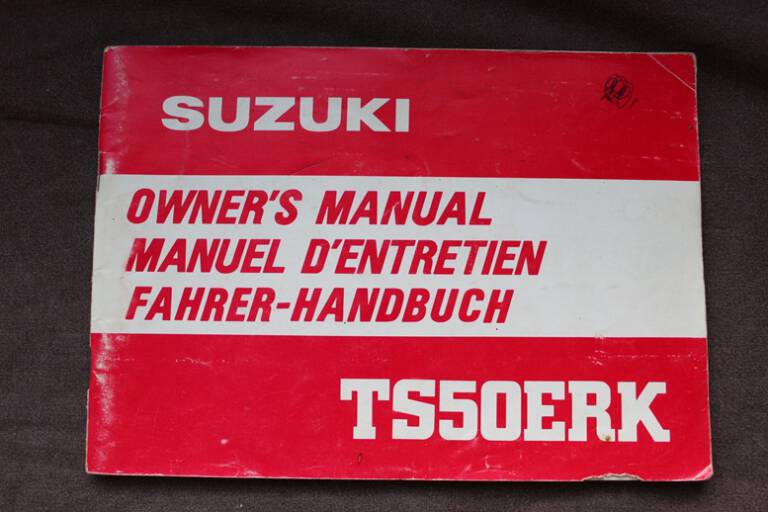 SUZUKI
OWNER'S MANUAL
MANUEL D'ENTRETIEN
FAHRER-HANDBUCH
TS50ERK